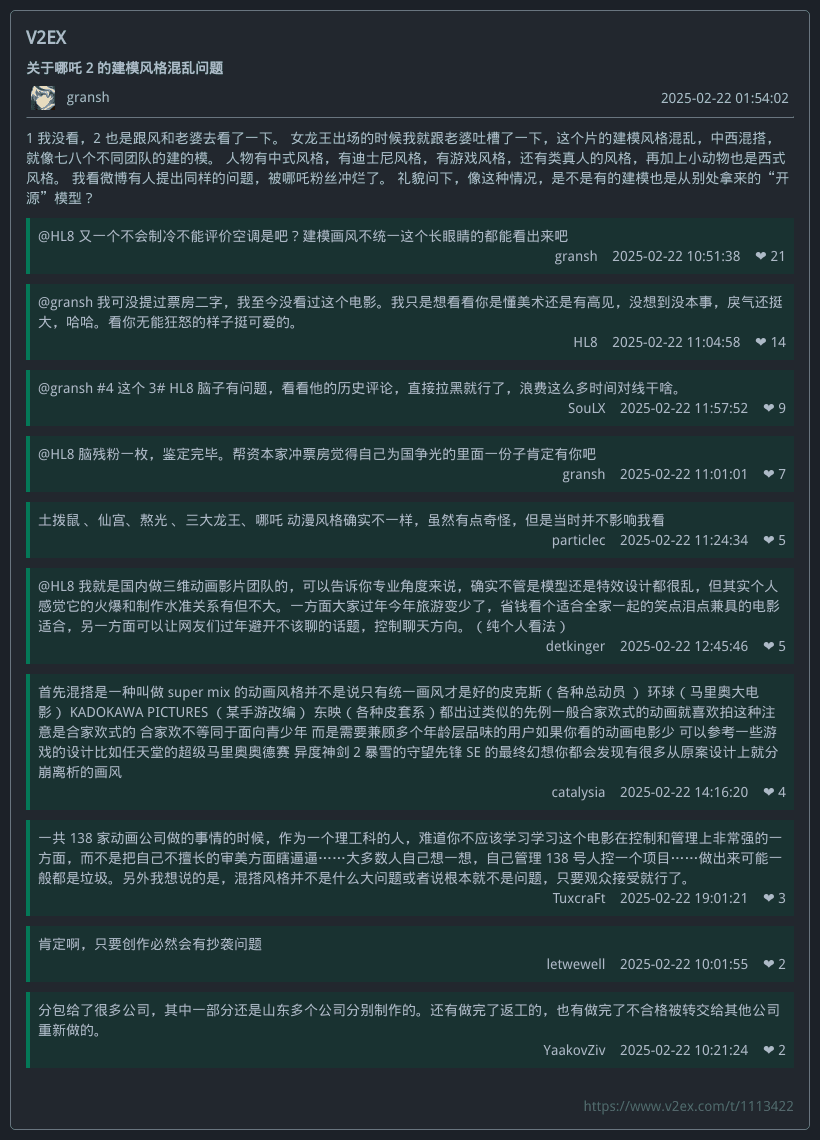 V2EX
关于哪吒 2 的建模风格混乱问题
gransh
2025-02-22 01:54:02
1 我没看，2 也是跟风和老婆去看了一下。 女龙王出场的时候我就跟老婆吐槽了一下，这个片的建模风格混乱，中西混搭，
就像七八个不同团队的建的模。 人物有中式风格，有迪士尼风格，有游戏风格，还有类真人的风格，再加上小动物也是西式
风格。 我看微博有人提出同样的问题，被哪吒粉丝冲烂了。 礼貌问下，像这种情况，是不是有的建模也是从别处拿来的“开
源”模型？
@HL8 又一个不会制冷不能评价空调是吧？建模画风不统一这个长眼睛的都能看出来吧
gransh 2025-02-22 10:51:38 ❤ 21
@gransh 我可没提过票房二字，我至今没看过这个电影。我只是想看看你是懂美术还是有高见，没想到没本事，戾气还挺
大，哈哈。看你无能狂怒的样子挺可爱的。
HL8 2025-02-22 11:04:58 ❤ 14
@gransh #4 这个 3# HL8 脑子有问题，看看他的历史评论，直接拉黑就行了，浪费这么多时间对线干啥。
SouLX 2025-02-22 11:57:52 ❤ 9
@HL8 脑残粉一枚，鉴定完毕。帮资本家冲票房觉得自己为国争光的里面一份子肯定有你吧
gransh 2025-02-22 11:01:01 ❤ 7
土拨鼠 、仙宫、熬光 、三大龙王、哪吒 动漫风格确实不一样，虽然有点奇怪，但是当时并不影响我看
particlec 2025-02-22 11:24:34 ❤ 5
@HL8 我就是国内做三维动画影片团队的，可以告诉你专业角度来说，确实不管是模型还是特效设计都很乱，但其实个人
感觉它的火爆和制作水准关系有但不大。一方面大家过年今年旅游变少了，省钱看个适合全家一起的笑点泪点兼具的电影
适合，另一方面可以让网友们过年避开不该聊的话题，控制聊天方向。（ 纯个人看法 ）
detkinger 2025-02-22 12:45:46 ❤ 5
首先混搭是一种叫做 super mix 的动画风格并不是说只有统一画风才是好的皮克斯（ 各种总动员 ） 环球（ 马里奥大电
影 ） KADOKAWA PICTURES （ 某手游改编 ） 东映（ 各种皮套系 ）都出过类似的先例一般合家欢式的动画就喜欢拍这种注
意是合家欢式的 合家欢不等同于面向青少年 而是需要兼顾多个年龄层品味的用户如果你看的动画电影少 可以参考一些游
戏的设计比如任天堂的超级马里奥奥德赛 异度神剑 2 暴雪的守望先锋 SE 的最终幻想你都会发现有很多从原案设计上就分
崩离析的画风
catalysia 2025-02-22 14:16:20 ❤ 4
一共 138 家动画公司做的事情的时候，作为一个理工科的人，难道你不应该学习学习这个电影在控制和管理上非常强的一
方面，而不是把自己不擅长的审美方面瞎逼逼……大多数人自己想一想，自己管理 138 号人控一个项目……做出来可能一
般都是垃圾。另外我想说的是，混搭风格并不是什么大问题或者说根本就不是问题，只要观众接受就行了。
TuxcraFt 2025-02-22 19:01:21 ❤ 3
肯定啊，只要创作必然会有抄袭问题
letwewell 2025-02-22 10:01:55 ❤ 2
分包给了很多公司，其中一部分还是山东多个公司分别制作的。还有做完了返工的，也有做完了不合格被转交给其他公司
重新做的。
YaakovZiv 2025-02-22 10:21:24 ❤ 2
https://www.v2ex.com/t/1113422